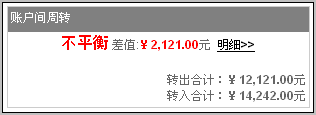 账户间周转
不平衡 差值:¥ 2,121.00元 明细>>
转出合计：¥ 12,121.00元
转入合计：¥ 14,242.00元